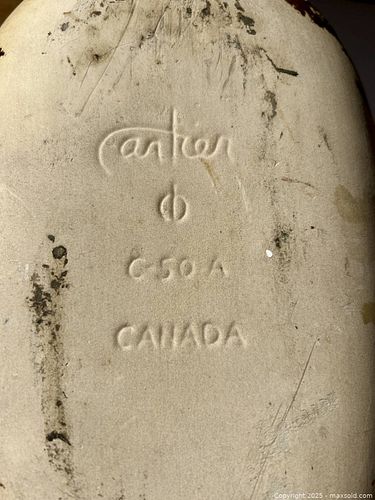 Cartier
ф
C-50 A
CANADA
Copyright 2025 - maxsold.com